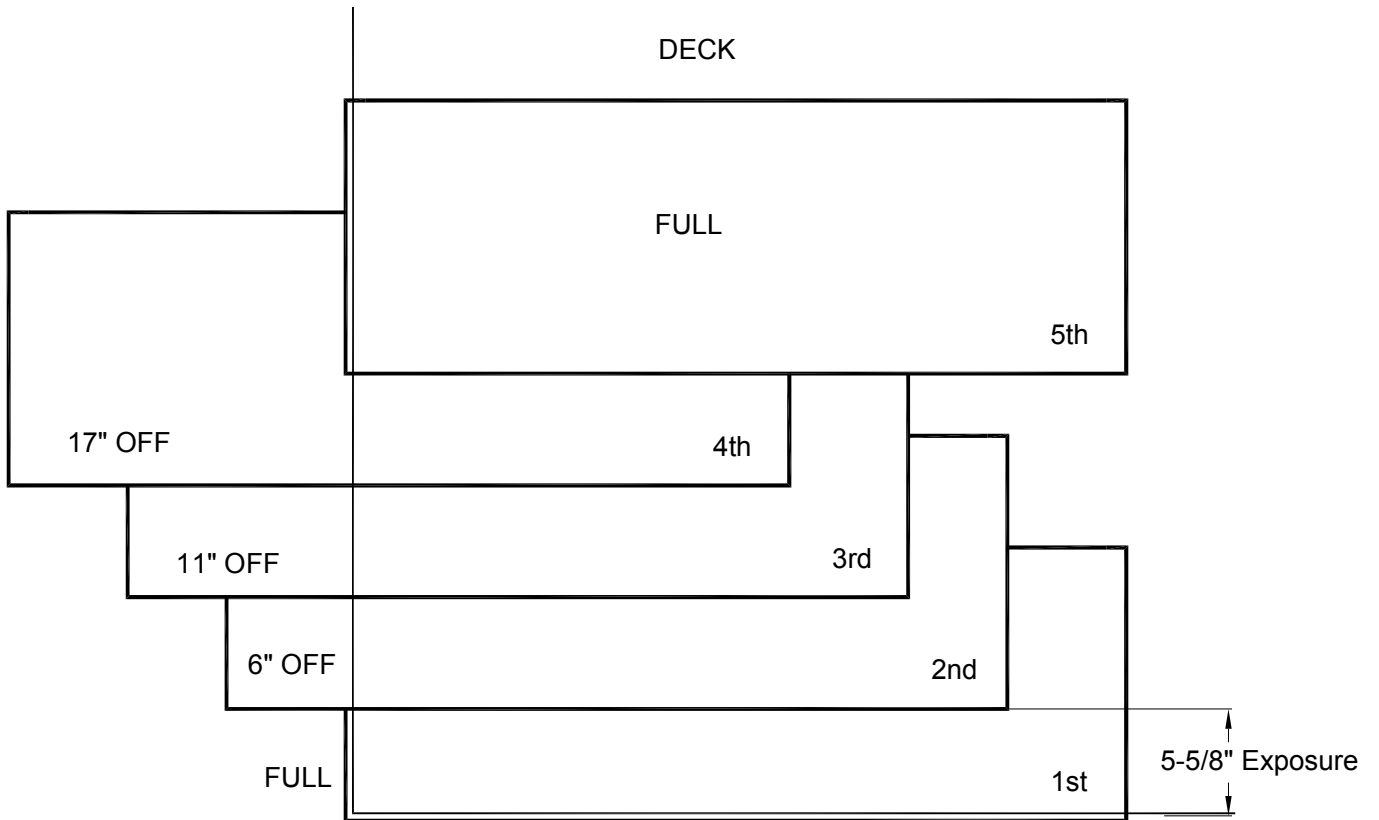 DECK
FULL
5th
17" OFF
4th
11" OFF
3rd
6" OFF
2nd
5-5/8" Exposure
FULL
1st